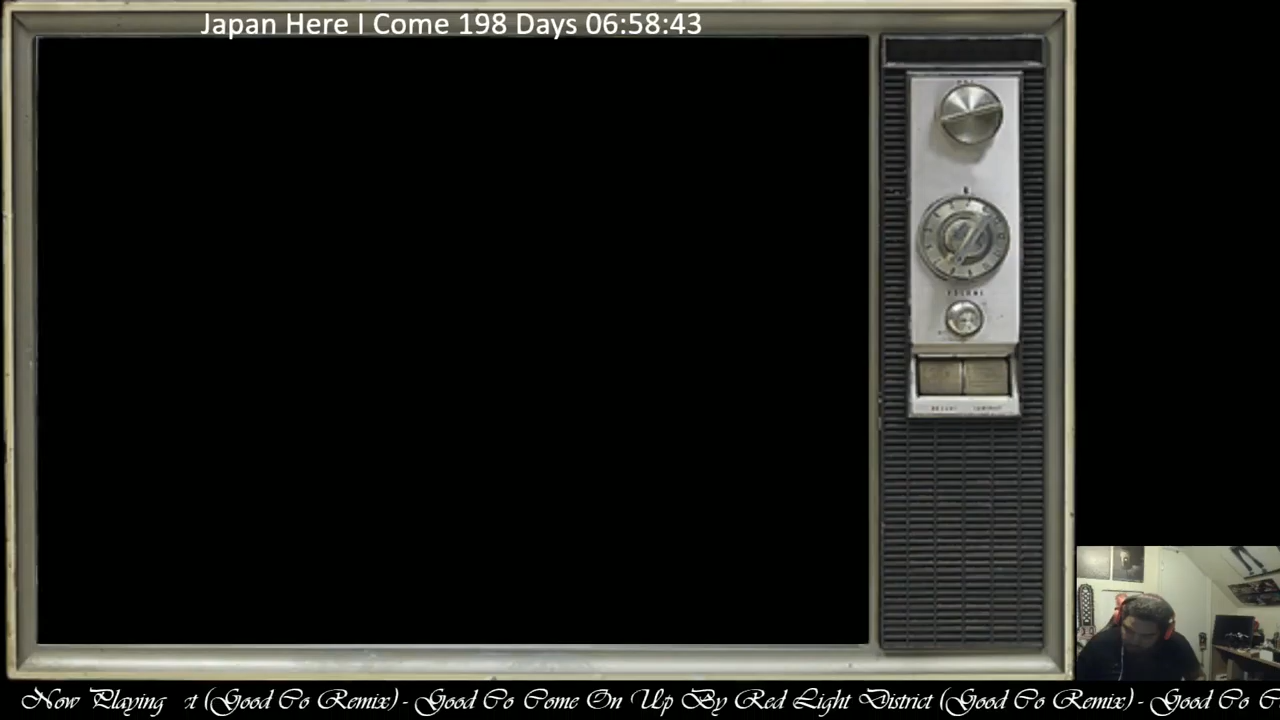 Japan Here I Come 198 Days 06:58:43
VOLUME
Now Playing t (Good Co Remix) - Good Co Come On Up By Red Light District (Good Co Remix) - Good Co C